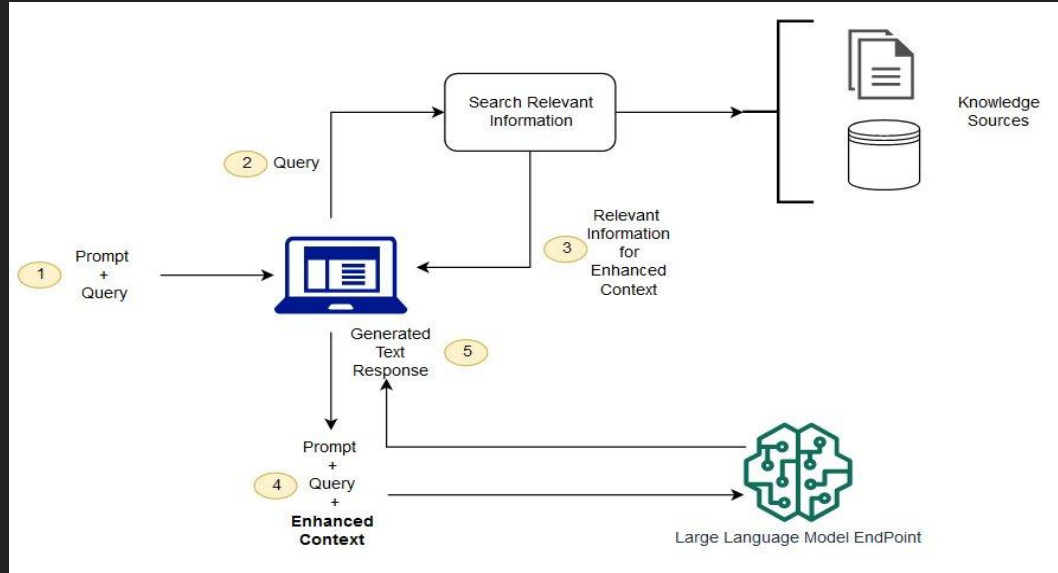 Search Relevant
Information
Knowledge
Sources
2 Query
Relevant
Information
for
Enhanced
Context
3
1
Prompt
+
Query
Generated
Text
Response
5
Prompt
+
Query
+
Enhanced
Context
4
Large Language Model EndPoint